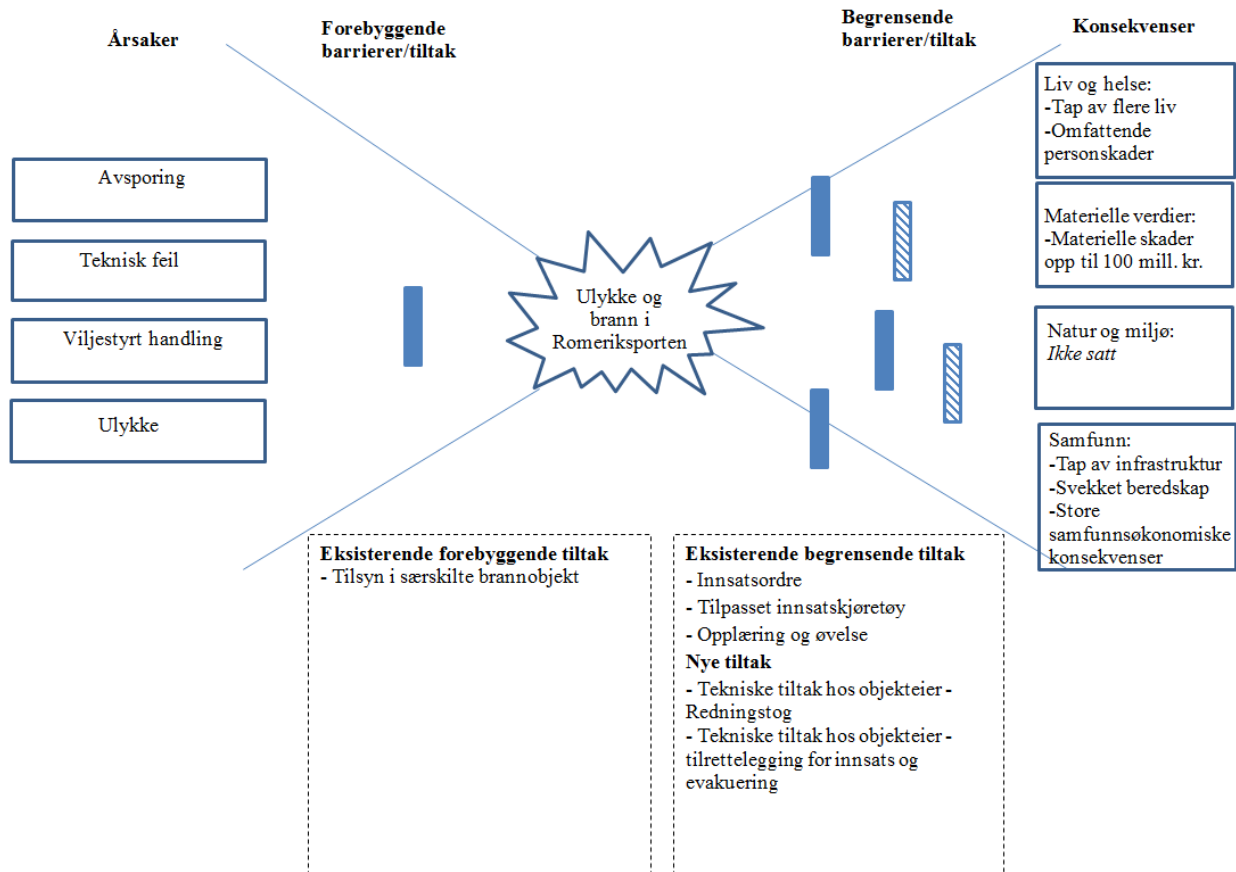 Årsaker
Forebyggende
barrierer/tiltak
Begrensende
barrierer/tiltak
Konsekvenser
Avsporing
Teknisk feil
Viljestyrt handling
Ulykke
Ulykke og
brann i
Romeriksporten
Liv og helse:
-Tap av flere liv
-Omfattende
personskader
Materielle verdier:
-Materielle skader
opp til 100 mill. kr.
Natur og miljø:
Ikke satt
Samfunn:
-Tap av infrastruktur
-Svekket beredskap
-Store
samfunnsøkonomiske
konsekvenser
Eksisterende forebyggende tiltak
- Tilsyn i særskilte brannobjekt
Eksisterende begrensende tiltak
- Innsatsordre
- Tilpasset innsatskjøretøy
- Opplæring og øvelse
Nye tiltak
- Tekniske tiltak hos objekteier -
Redningstog
- Tekniske tiltak hos objekteier -
tilrettelegging for innsats og
evakuering